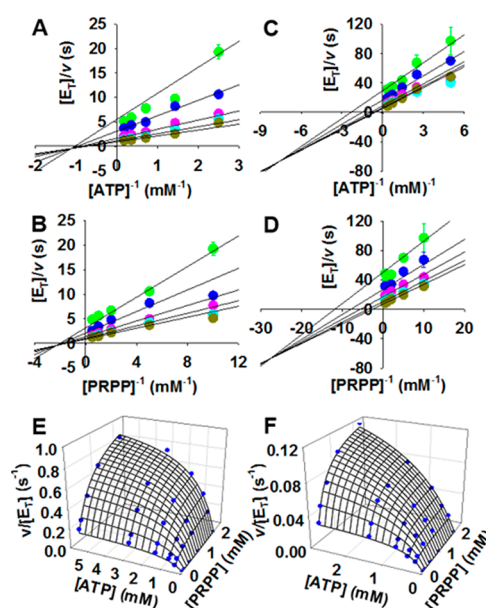 A
[E_T]/v (s)
25
20
15
10
5
0
-5
-2 -1 0 1 2 3
[ATP]⁻¹ (mM⁻¹)
C
[E_T]/v (s)
120
80
40
0
-40
-80
-9 -6 -3 0 3 6
[ATP]⁻¹ (mM⁻¹)
B
[E_T]/v (s)
25
20
15
10
5
0
-5
-4 0 4 8 12
[PRPP]⁻¹ (mM⁻¹)
D
[E_T]/v (s)
120
80
40
0
-40
-80
-30 -20 -10 0 10 20
[PRPP]⁻¹ (mM⁻¹)
E
v/[E_T] (s⁻¹)
1.0
0.8
0.6
0.4
0.2
0.0
5 4 3 2 1 0
[ATP] (mM)
0 1 2
[PRPP] (mM)
F
v/[E_T] (s⁻¹)
0.12
0.08
0.04
0.00
2 1 0
[ATP] (mM)
0 1 2
[PRPP] (mM)